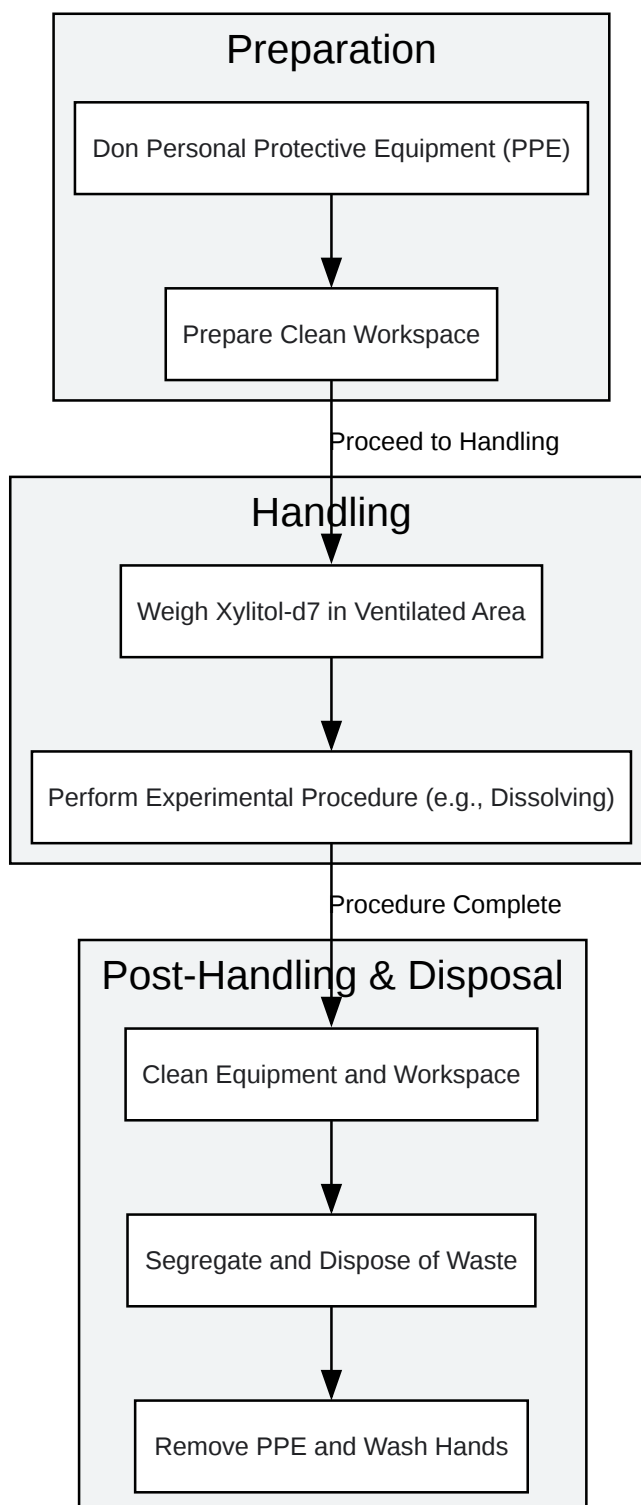 Preparation
Don Personal Protective Equipment (PPE)
Prepare Clean Workspace
Proceed to Handling
Handling
Weigh Xylitol-d7 in Ventilated Area
Perform Experimental Procedure (e.g., Dissolving)
Procedure Complete
Post-Handling & Disposal
Clean Equipment and Workspace
Segregate and Dispose of Waste
Remove PPE and Wash Hands